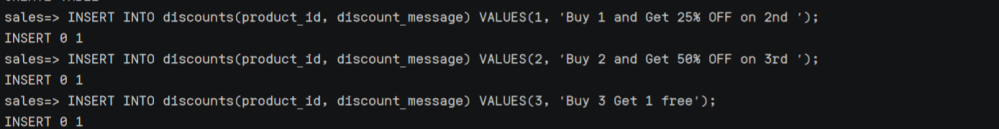 sales=> INSERT INTO discounts(product_id, discount_message) VALUES(1, 'Buy 1 and Get 25% OFF on 2nd ');
INSERT 0 1
sales=> INSERT INTO discounts(product_id, discount_message) VALUES(2, 'Buy 2 and Get 50% OFF on 3rd ');
INSERT 0 1
sales=> INSERT INTO discounts(product_id, discount_message) VALUES(3, 'Buy 3 Get 1 free');
INSERT 0 1